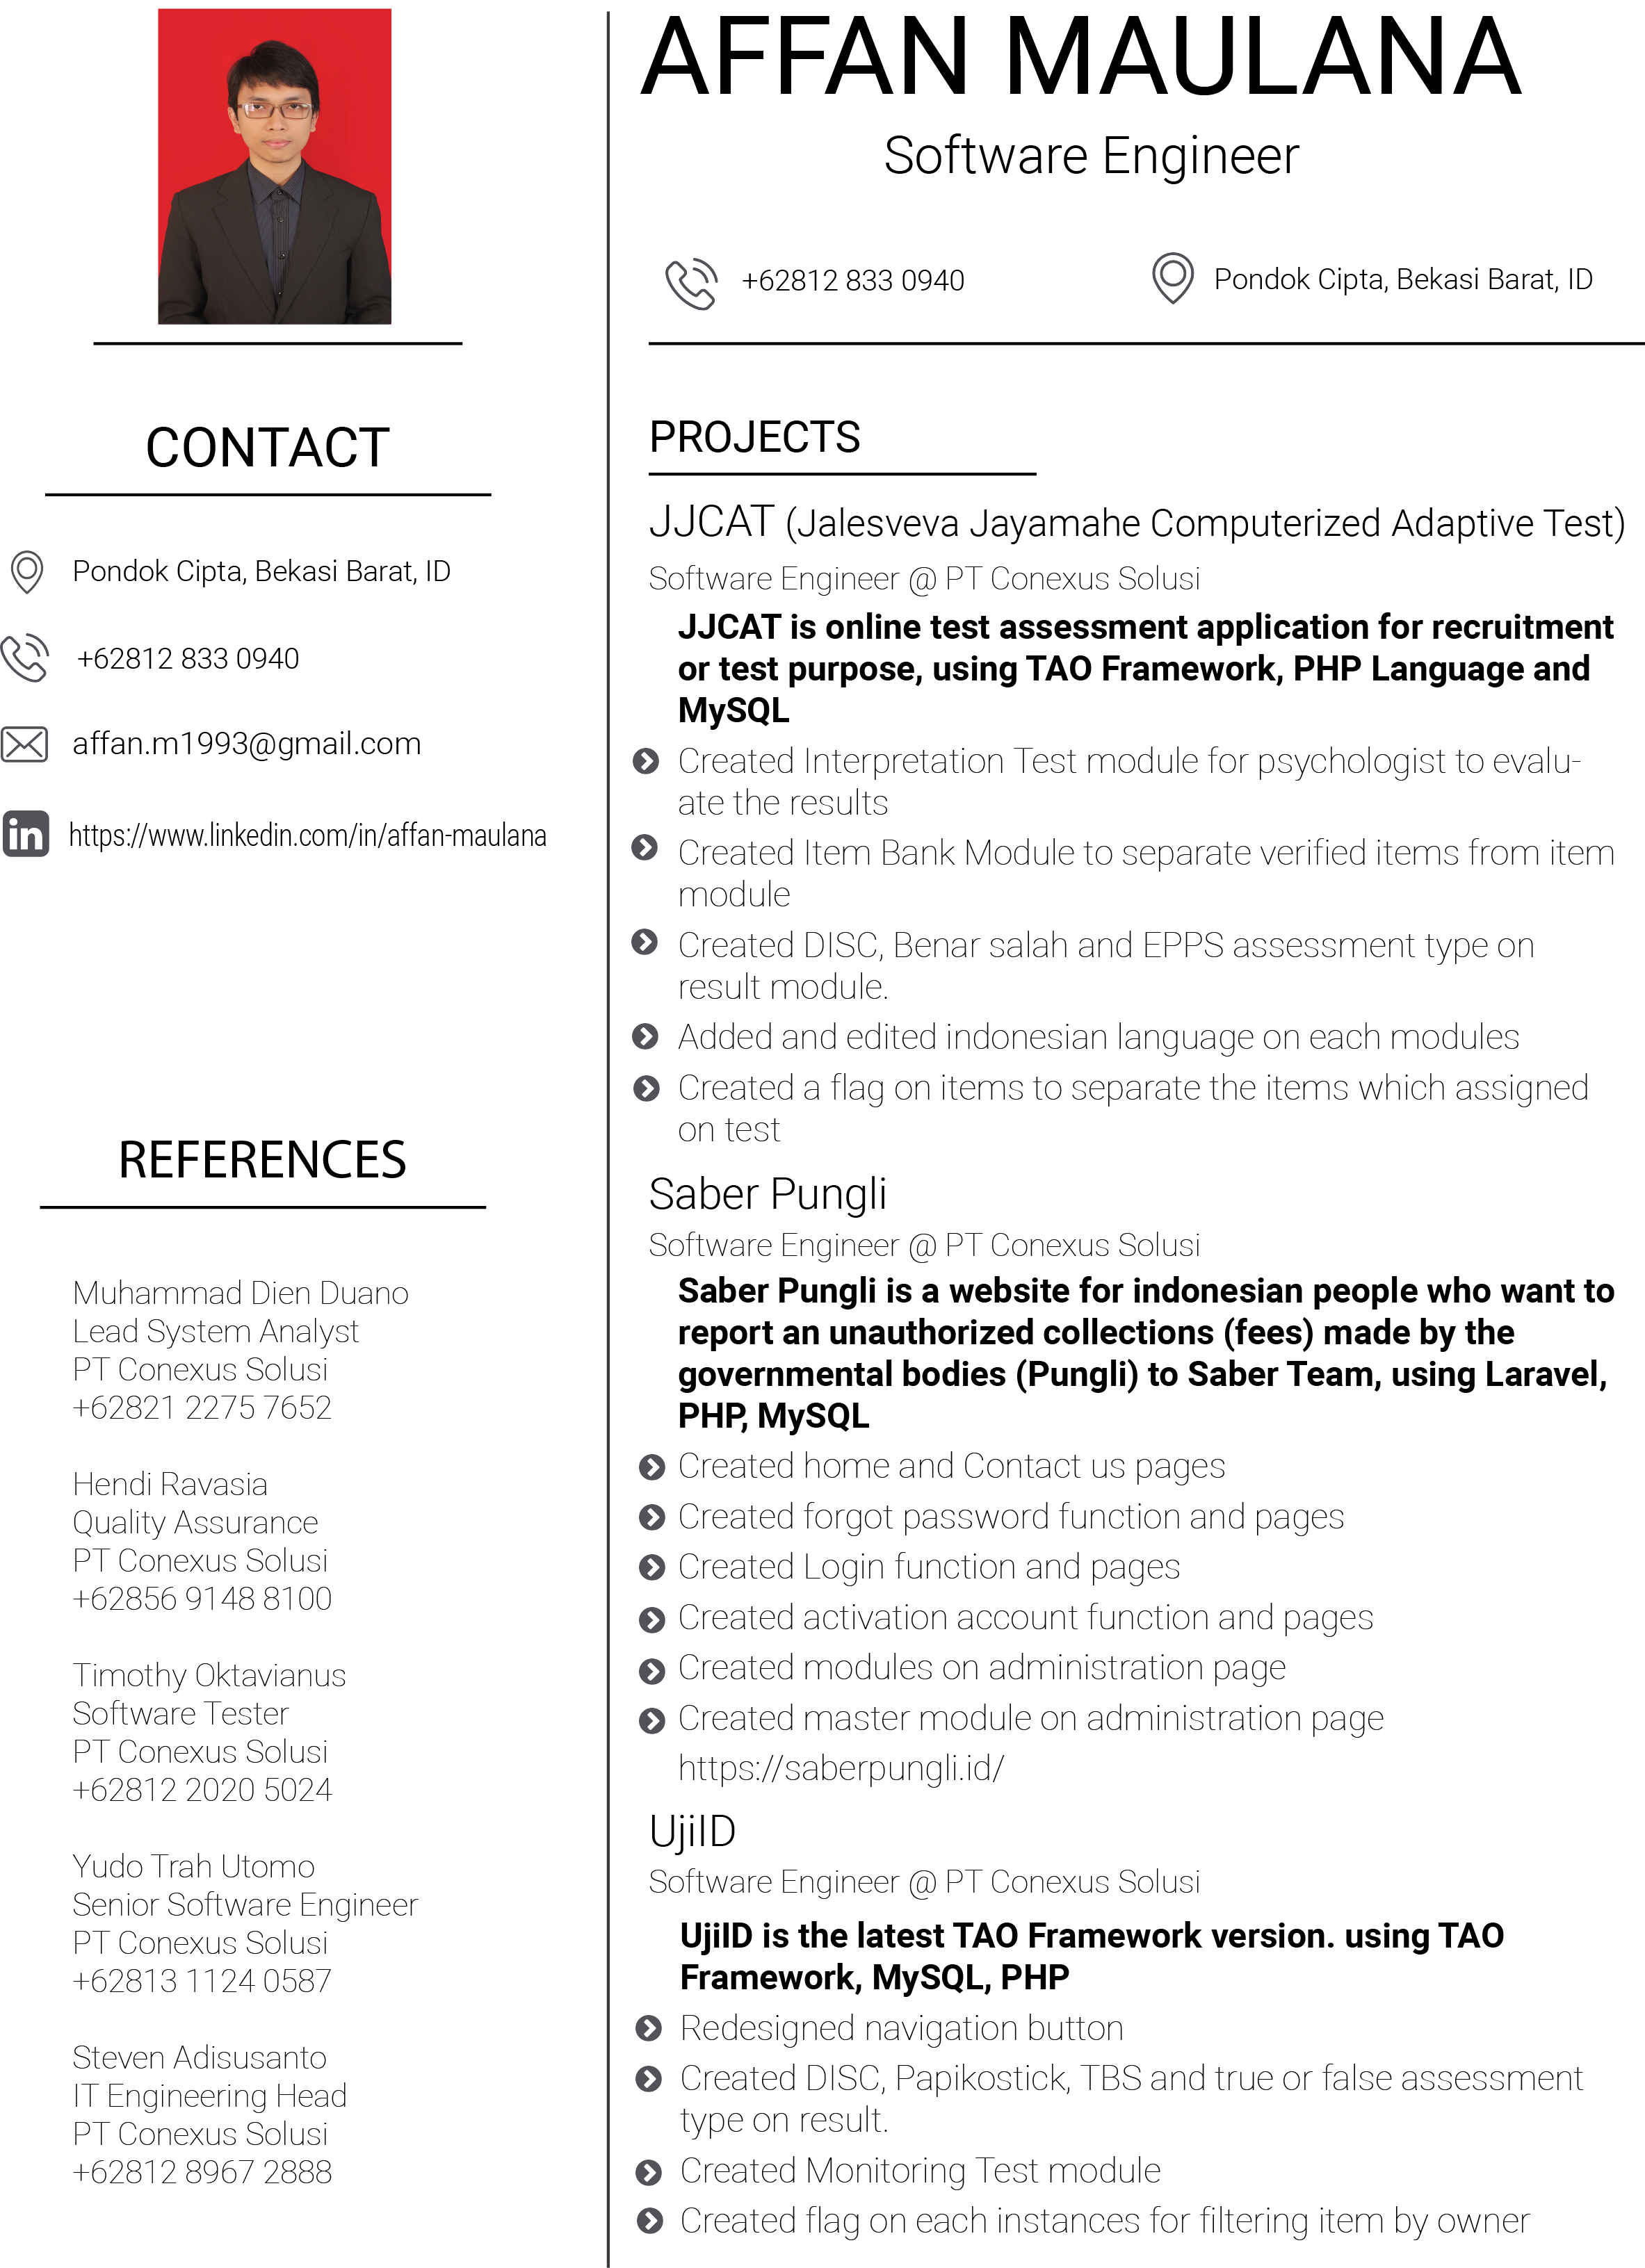 AFFAN MAULANA
Software Engineer
+62812 833 0940
Pondok Cipta, Bekasi Barat, ID
CONTACT
Pondok Cipta, Bekasi Barat, ID
+62812 833 0940
affan.m1993@gmail.com
in
https://www.linkedin.com/in/affan-maulana
REFERENCES
Muhammad Dien Duano
Lead System Analyst
PT Conexus Solusi
+62821 2275 7652
Hendi Ravasia
Quality Assurance
PT Conexus Solusi
+62856 9148 8100
Timothy Oktavianus
Software Tester
PT Conexus Solusi
+62812 2020 5024
Yudo Trah Utomo
Senior Software Engineer
PT Conexus Solusi
+62813 1124 0587
Steven Adisusanto
IT Engineering Head
PT Conexus Solusi
+62812 8967 2888
PROJECTS
JJCAT (Jalesveva Jayamahe Computerized Adaptive Test)
Software Engineer @ PT Conexus Solusi
JJCAT is online test assessment application for recruitment
or test purpose, using TAO Framework, PHP Language and
MySQL
Created Interpretation Test module for psychologist to evalu-
ate the results
Created Item Bank Module to separate verified items from item
module
Created DISC, Benar salah and EPPS assessment type on
result module.
Added and edited indonesian language on each modules
Created a flag on items to separate the items which assigned
on test
Saber Pungli
Software Engineer @ PT Conexus Solusi
Saber Pungli is a website for indonesian people who want to
report an unauthorized collections (fees) made by the
governmental bodies (Pungli) to Saber Team, using Laravel,
PHP, MySQL
Created home and Contact us pages
Created forgot password function and pages
Created Login function and pages
Created activation account function and pages
Created modules on administration page
Created master module on administration page
https://saberpungli.id/
UjiID
Software Engineer @ PT Conexus Solusi
UjiID is the latest TAO Framework version. using TAO
Framework, MySQL, PHP
Redesigned navigation button
Created DISC, Papikostick, TBS and true or false assessment
type on result.
Created Monitoring Test module
Created flag on each instances for filtering item by owner